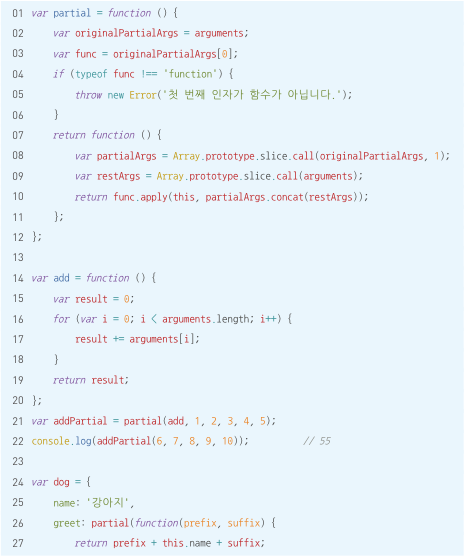 01 var partial = function () {
02     var originalPartialArgs = arguments;
03     var func = originalPartialArgs[0];
04     if (typeof func !== 'function') {
05         throw new Error('첫 번째 인자가 함수가 아닙니다.');
06     }
07     return function () {
08         var partialArgs = Array.prototype.slice.call(originalPartialArgs, 1);
09         var restArgs = Array.prototype.slice.call(arguments);
10         return func.apply(this, partialArgs.concat(restArgs));
11     };
12 };
13
14 var add = function () {
15     var result = 0;
16     for (var i = 0; i < arguments.length; i++) {
17         result += arguments[i];
18     }
19     return result;
20 };
21 var addPartial = partial(add, 1, 2, 3, 4, 5);
22 console.log(addPartial(6, 7, 8, 9, 10));          // 55
23
24 var dog = {
25     name: '강아지',
26     greet: partial(function(prefix, suffix) {
27         return prefix + this.name + suffix;